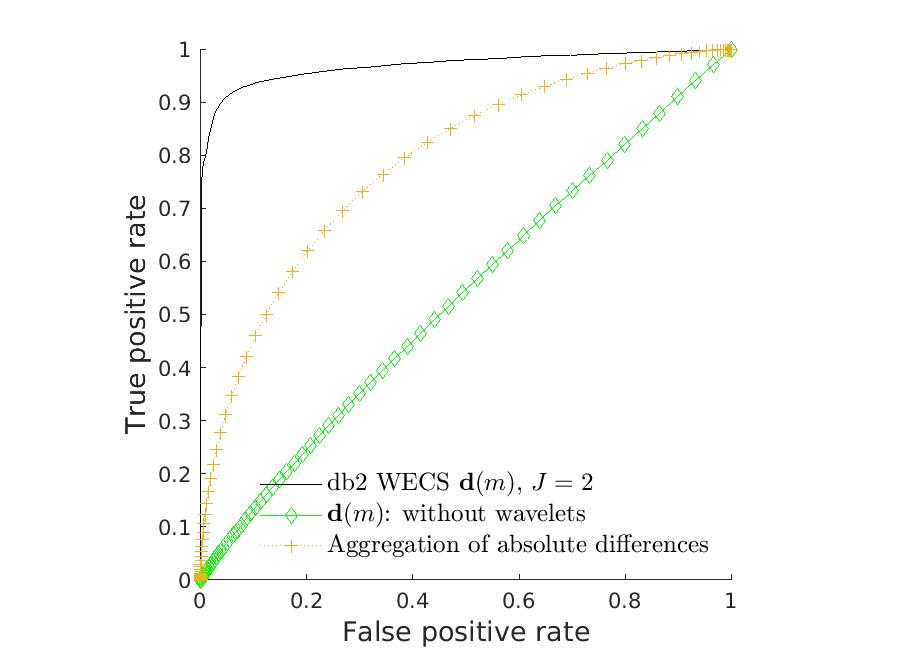 1
0.9
0.8
0.7
0.6
0.5
0.4
0.3
0.2
0.1
0
True positive rate
db2 WECS d(m), J = 2
d(m): without wavelets
Aggregation of absolute differences
0 0.2 0.4 0.6 0.8 1
False positive rate